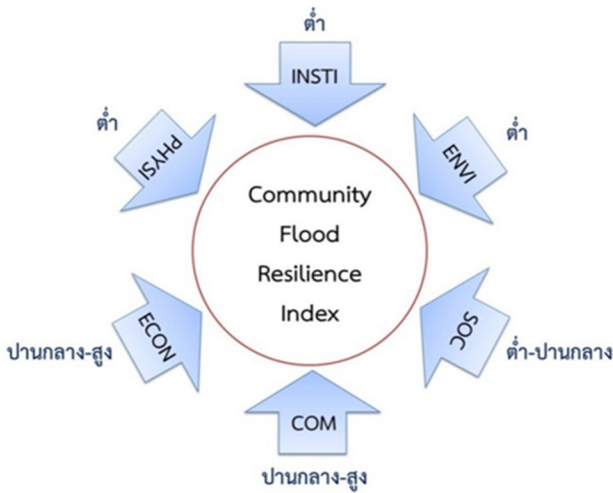 ต่ำ
INSTI
ต่ำ
PHYSI
ต่ำ
ENVI
Community
Flood
Resilience
Index
ECON
ปานกลาง-สูง
SOC
ต่ำ-ปานกลาง
COM
ปานกลาง-สูง